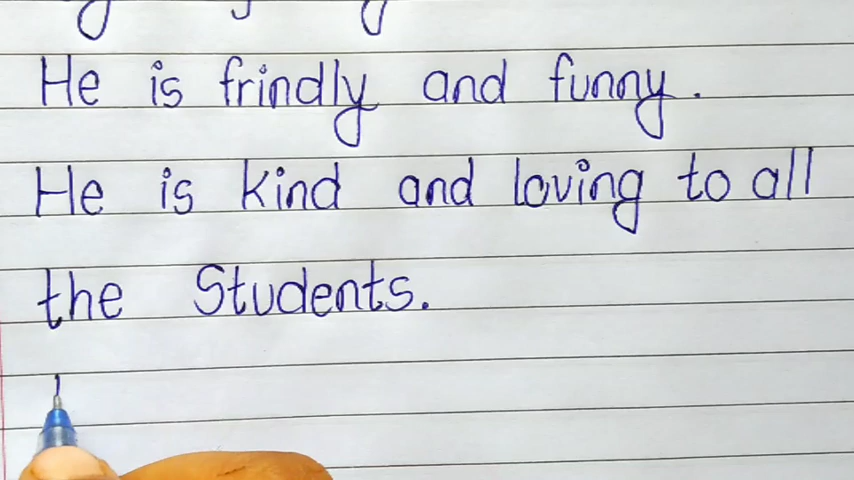 He is frindly and funny.
He is kind and loving to all
the Students.